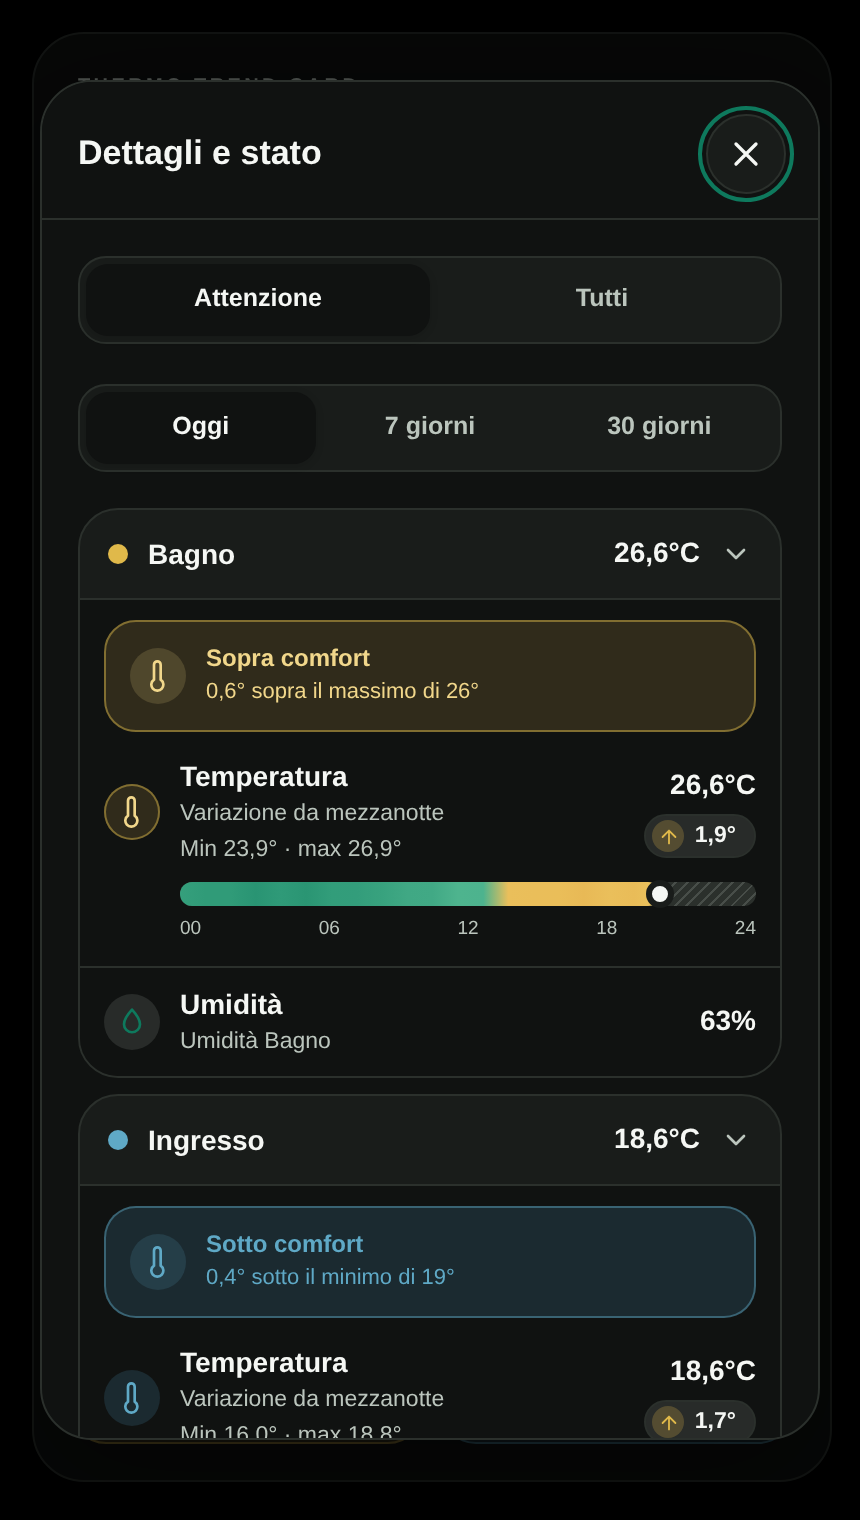 Dettagli e stato
Attenzione
Tutti
Oggi
7 giorni
30 giorni
Bagno
26,6°C
Sopra comfort
0,6° sopra il massimo di 26°
Temperatura
26,6°C
Variazione da mezzanotte
1,9°
Min 23,9° · max 26,9°
00 06 12 18 24
Umidità
63%
Umidità Bagno
Ingresso
18,6°C
Sotto comfort
0,4° sotto il minimo di 19°
Temperatura
18,6°C
Variazione da mezzanotte
1,7°
Min 16,0° · max 18,8°